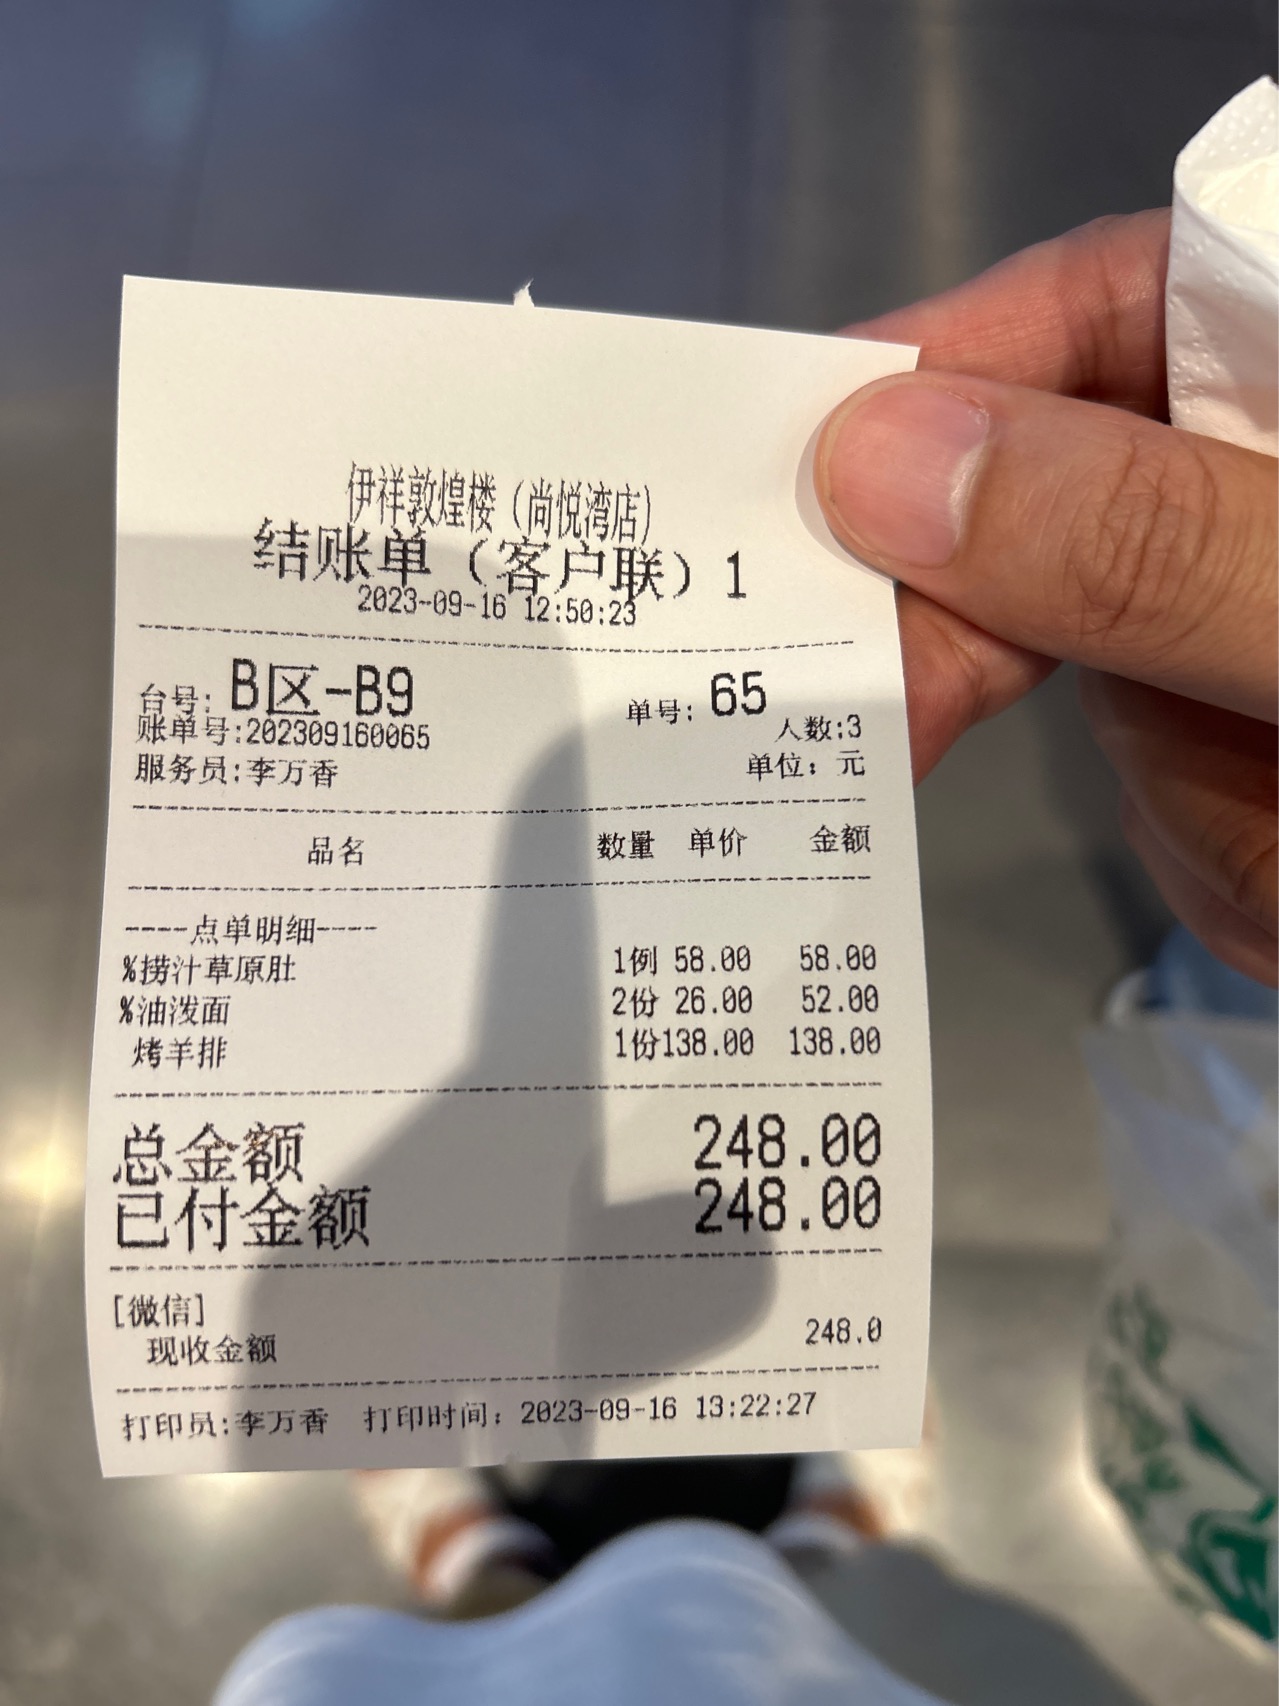 伊祥敦煌楼（尚悦湾店）
结账单（客户联）1
2023-09-16 12:50:23
台号: B区-B9 单号: 65
账单号:202309160065 人数:3
服务员:李万香 单位: 元
品名 数量 单价 金额
----点单明细----
%捞汁草原肚 1例 58.00 58.00
%油泼面 2份 26.00 52.00
烤羊排 1份138.00 138.00
总金额 248.00
已付金额 248.00
[微信]
现收金额 248.0
打印员:李万香 打印时间: 2023-09-16 13:22:27